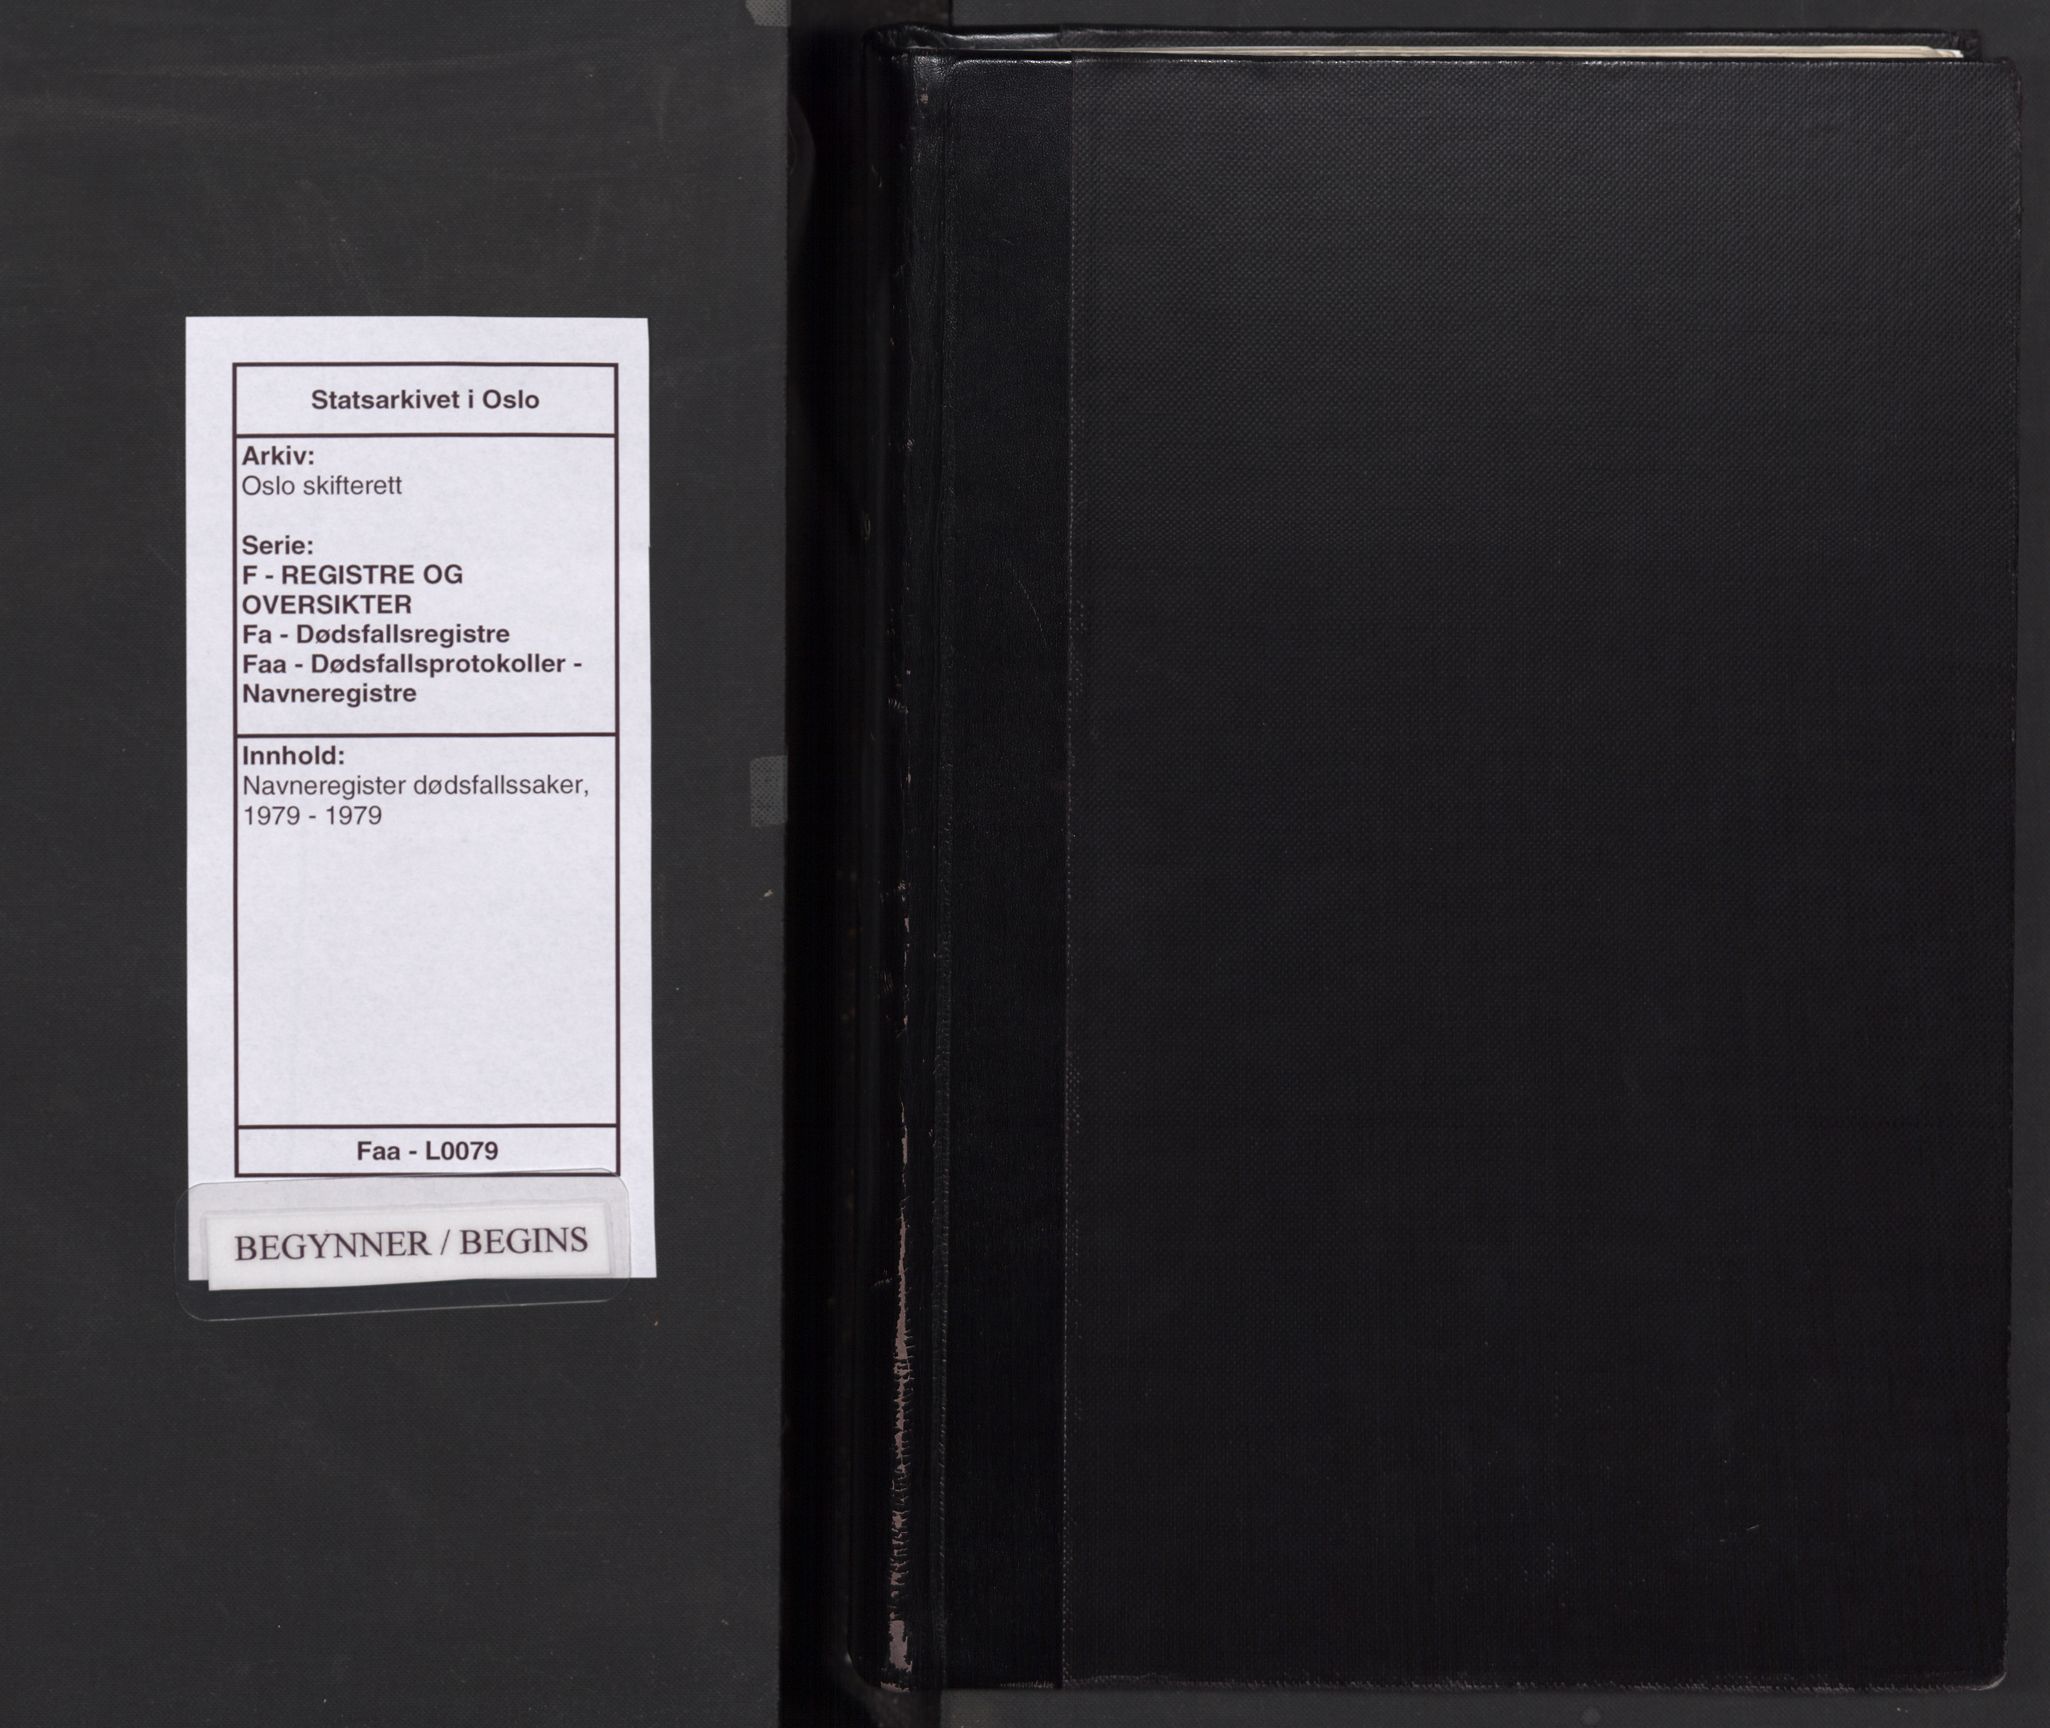 Statsarkivet i Oslo
Arkiv:
Oslo skifterett
Serie:
F - REGISTRE OG
OVERSIKTER
Fa - Dødsfallsregistre
Faa - Dødsfallsprotokoller -
Navneregistre
Innhold:
Navneregister dødsfallssaker,
1979 - 1979
Faa - L0079
BEGYNNER / BEGINS